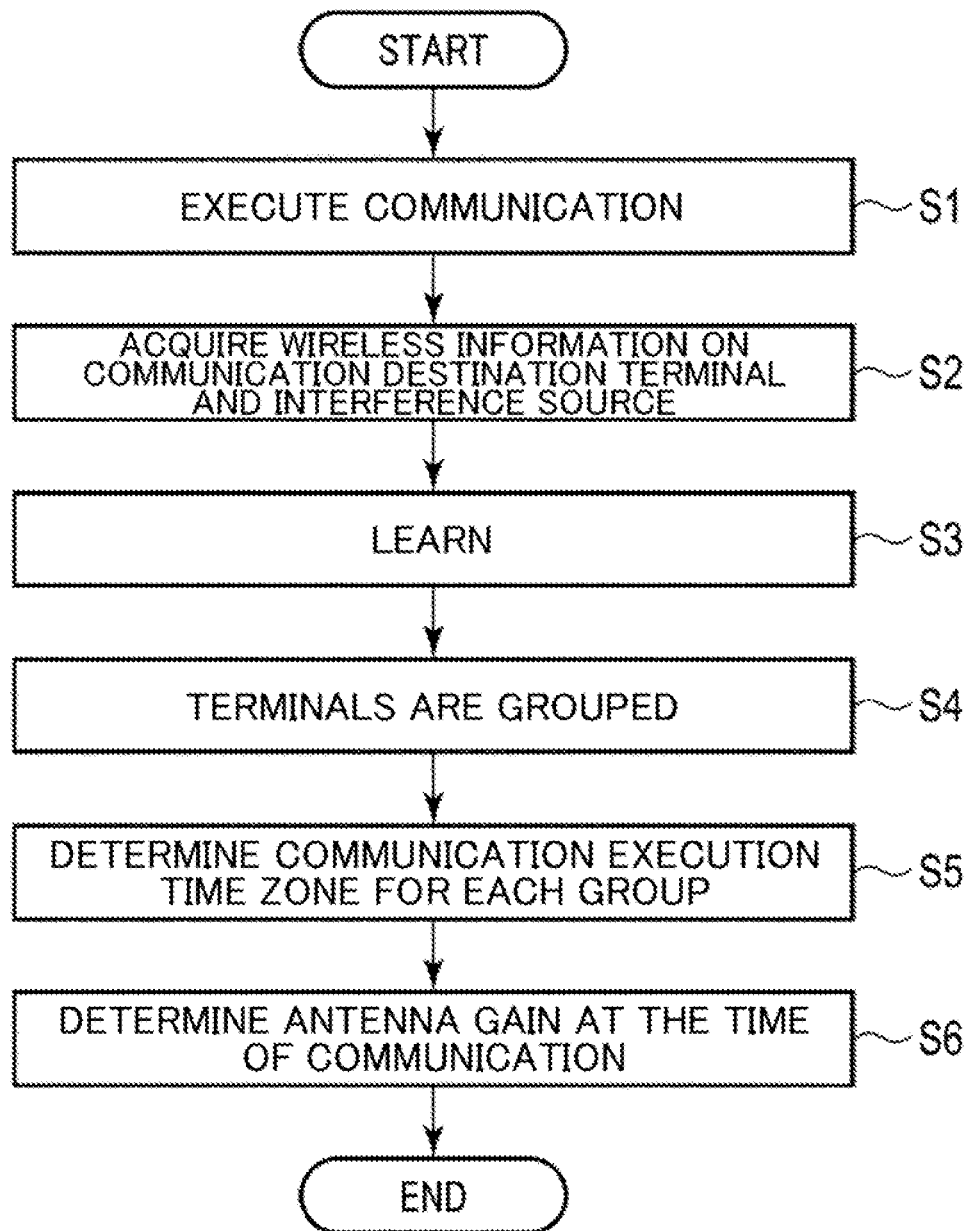 START
EXECUTE COMMUNICATION
S1
ACQUIRE WIRELESS INFORMATION ON
COMMUNICATION DESTINATION TERMINAL
AND INTERFERENCE SOURCE
S2
LEARN
S3
TERMINALS ARE GROUPED
S4
DETERMINE COMMUNICATION EXECUTION
TIME ZONE FOR EACH GROUP
S5
DETERMINE ANTENNA GAIN AT THE TIME
OF COMMUNICATION
S6
END